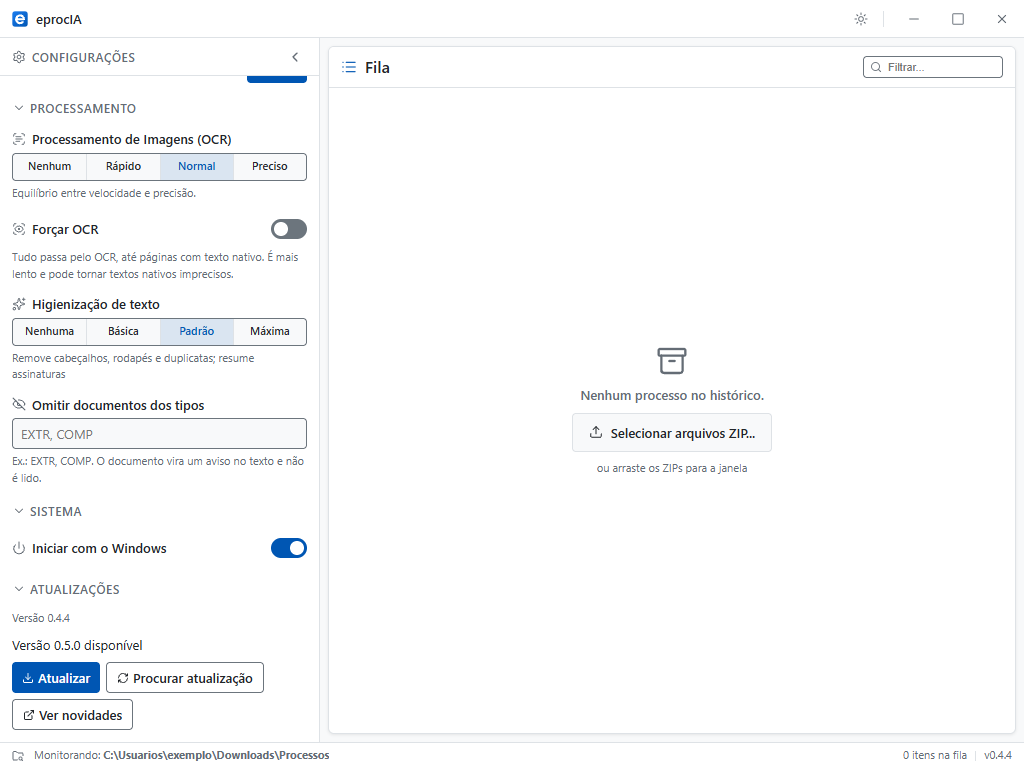 eprocIA
CONFIGURAÇÕES
PROCESSAMENTO
Processamento de Imagens (OCR)
Nenhum Rápido Normal Preciso
Equilíbrio entre velocidade e precisão.
Forçar OCR
Tudo passa pelo OCR, até páginas com texto nativo. É mais
lento e pode tornar textos nativos imprecisos.
Higienização de texto
Nenhuma Básica Padrão Máxima
Remove cabeçalhos, rodapés e duplicatas; resume
assinaturas
Omitir documentos dos tipos
EXTR, COMP
Ex.: EXTR, COMP. O documento vira um aviso no texto e não
é lido.
SISTEMA
Iniciar com o Windows
ATUALIZAÇÕES
Versão 0.4.4
Versão 0.5.0 disponível
Atualizar Procurar atualização
Ver novidades
Fila
Filtrar...
Nenhum processo no histórico.
Selecionar arquivos ZIP...
ou arraste os ZIPs para a janela
Monitorando: C:\Usuarios\exemplo\Downloads\Processos
0 itens na fila v0.4.4